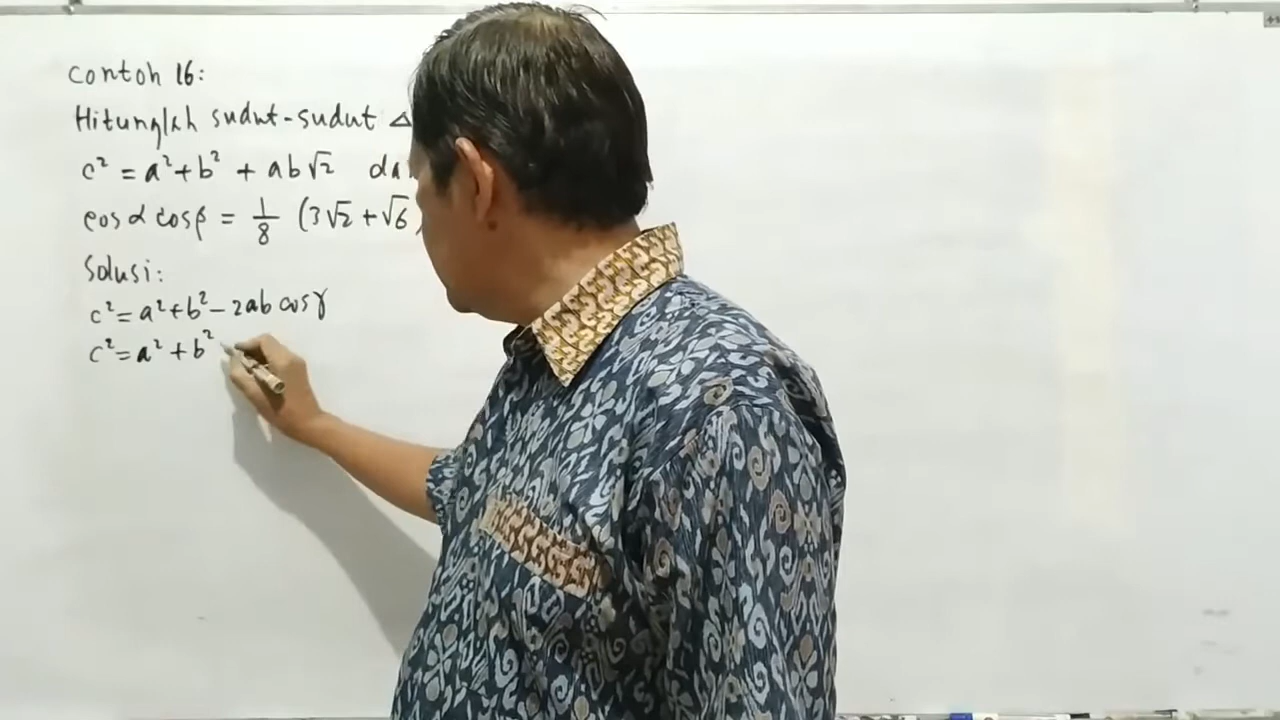 Contoh 16:
Hitunglah sudut-sudut Δ
c² = a² + b² + ab√2
cos α cos β = 1/8 (3√2 + √6
Solusi:
c² = a² + b² - 2ab cos γ
c² = a² + b²